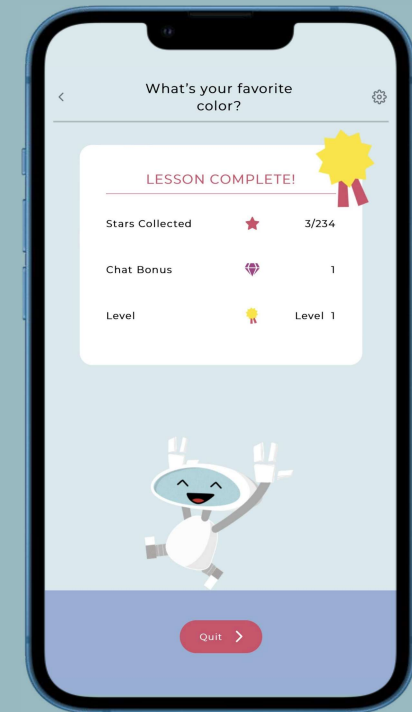 What's your favorite
color?
LESSON COMPLETE!
Stars Collected 3/234
Chat Bonus 1
Level Level 1
Quit